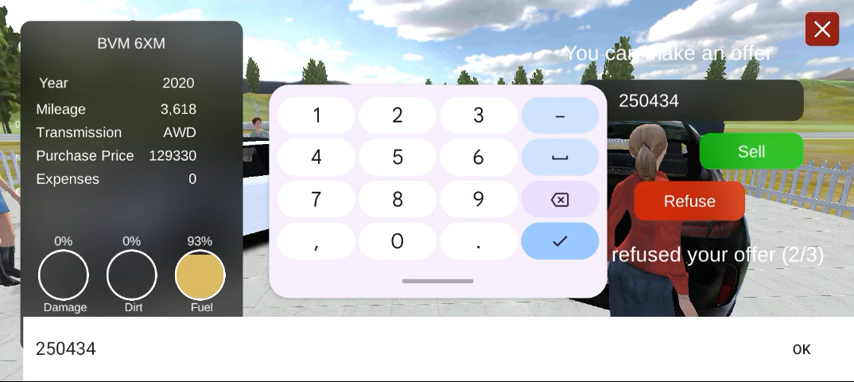 BVM 6XM
Year 2020
Mileage 3,618
Transmission AWD
Purchase Price 129330
Expenses 0
0% 0% 93%
Damage Dirt Fuel
1 2 3 –
4 5 6
7 8 9
, 0 .
You can make an offer
250434
Sell
Refuse
refused your offer (2/3)
250434
OK